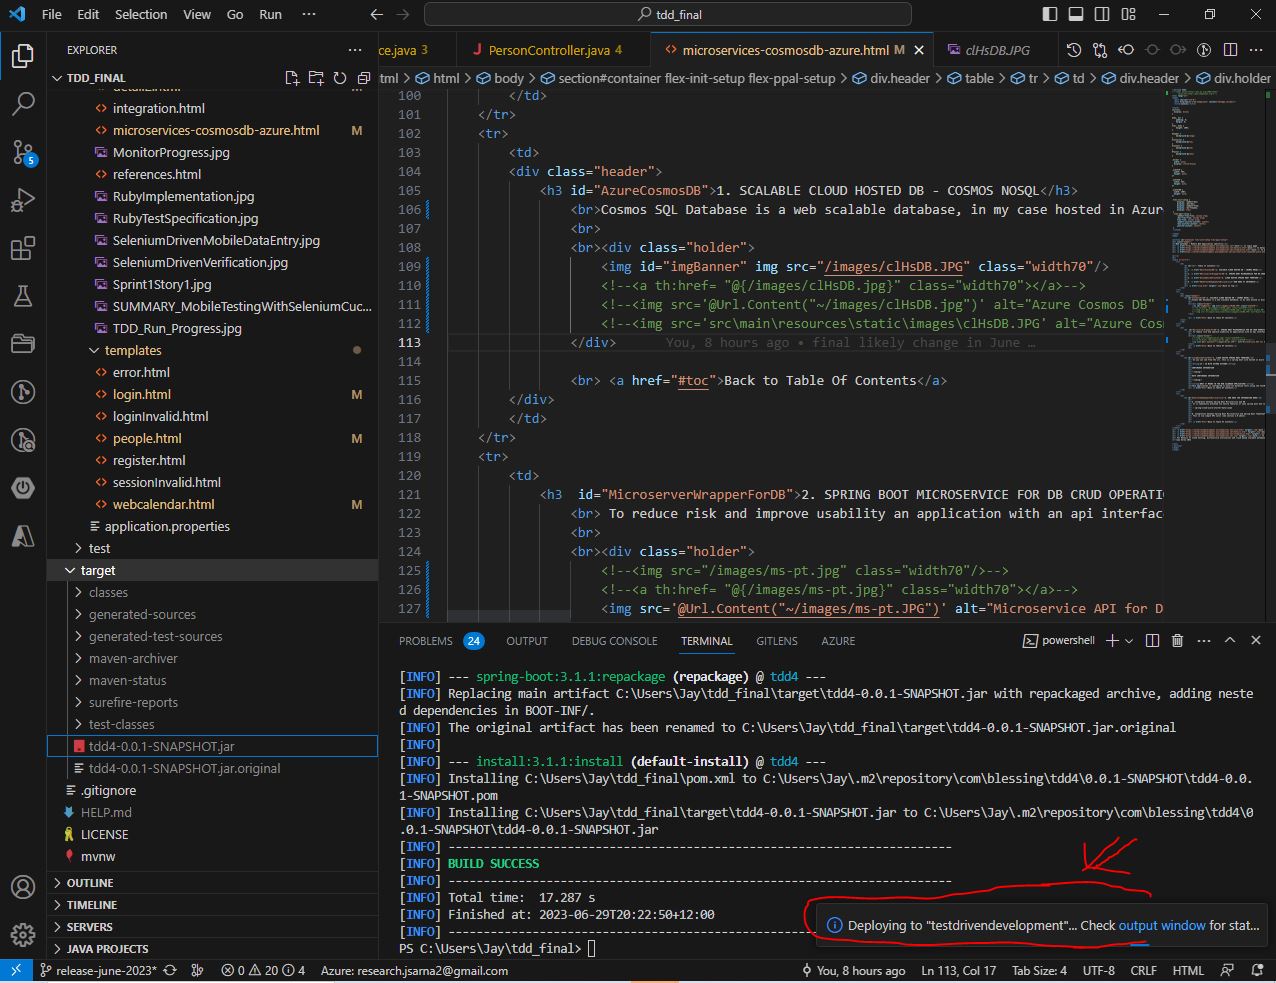 File Edit Selection View Go Run ··· tdd_final
EXPLORER ···
ce.java 3 PersonController.java 4 microservices-cosmosdb-azure.html M clHsDB.JPG
TDD_FINAL
html > html > body > section#container flex-init-setup flex-ppal-setup > div.header > table > tr > td > div.header > div.holder
integration.html
microservices-cosmosdb-azure.html M
MonitorProgress.jpg
references.html
RubyImplementation.jpg
RubyTestSpecification.jpg
SeleniumDrivenMobileDataEntry.jpg
SeleniumDrivenVerification.jpg
Sprint1Story1.jpg
SUMMARY_MobileTestingWithSeleniumCuc...
TDD_Run_Progress.jpg
templates
error.html
login.html M
loginInvalid.html
people.html M
register.html
sessionInvalid.html
webcalendar.html M
application.properties
test
target
classes
generated-sources
generated-test-sources
maven-archiver
maven-status
surefire-reports
test-classes
tdd4-0.0.1-SNAPSHOT.jar
tdd4-0.0.1-SNAPSHOT.jar.original
.gitignore
HELP.md
LICENSE
mvnw
OUTLINE
TIMELINE
SERVERS
JAVA PROJECTS
5
100 </td>
101 </tr>
102 <tr>
103 <td>
104 <div class="header">
105 <h3 id="AzureCosmosDB">1. SCALABLE CLOUD HOSTED DB - COSMOS NOSQL</h3>
106 <br>Cosmos SQL Database is a web scalable database, in my case hosted in Azur
107 <br>
108 <br><div class="holder">
109 <img id="imgBanner" img src="/images/clHsDB.JPG" class="width70"/>
110 <!--<a th:href= "@{/images/clHsDB.jpg}" class="width70"></a>-->
111 <!--<img src='@Url.Content("~/images/clHsDB.jpg")' alt="Azure Cosmos DB"
112 <!--<img src='src\main\resources\static\images\clHsDB.JPG' alt="Azure Cos
113 </div> You, 8 hours ago • final likely change in June …
114
115 <br> <a href="#toc">Back to Table Of Contents</a>
116 </div>
117 </td>
118 </tr>
119 <tr>
120 <td>
121 <h3 id="MicroserverWrapperForDB">2. SPRING BOOT MICROSERVICE FOR DB CRUD OPERATI
122 <br> To reduce risk and improve usability an application with an api interfac
123 <br>
124 <br><div class="holder">
125 <!--<img src="/images/ms-pt.jpg" class="width70"/>-->
126 <!--<a th:href= "@{/images/ms-pt.jpg}" class="width70"></a>-->
127 <img src='@Url.Content("~/images/ms-pt.JPG")' alt="Microservice API for D
PROBLEMS 24 OUTPUT DEBUG CONSOLE TERMINAL GITLENS AZURE powershell
[INFO] --- spring-boot:3.1.1:repackage (repackage) @ tdd4 ---
[INFO] Replacing main artifact C:\Users\Jay\tdd_final\target\tdd4-0.0.1-SNAPSHOT.jar with repackaged archive, adding neste
d dependencies in BOOT-INF/.
[INFO] The original artifact has been renamed to C:\Users\Jay\tdd_final\target\tdd4-0.0.1-SNAPSHOT.jar.original
[INFO]
[INFO] --- install:3.1.1:install (default-install) @ tdd4 ---
[INFO] Installing C:\Users\Jay\tdd_final\pom.xml to C:\Users\Jay\.m2\repository\com\blessing\tdd4\0.0.1-SNAPSHOT\tdd4-0.0.
1-SNAPSHOT.pom
[INFO] Installing C:\Users\Jay\tdd_final\target\tdd4-0.0.1-SNAPSHOT.jar to C:\Users\Jay\.m2\repository\com\blessing\tdd4\0
.0.1-SNAPSHOT\tdd4-0.0.1-SNAPSHOT.jar
[INFO] ------------------------------------------------------------------------
[INFO] BUILD SUCCESS
[INFO] ------------------------------------------------------------------------
[INFO] Total time: 17.287 s
[INFO] Finished at: 2023-06-29T20:22:50+12:00
[INFO] ------------------------------------------------
PS C:\Users\Jay\tdd_final>
Deploying to "testdrivendevelopment"... Check output window for stat...
release-june-2023* 0 20 4 Azure: research.jsarna2@gmail.com You, 8 hours ago Ln 113, Col 17 Tab Size: 4 UTF-8 CRLF HTML